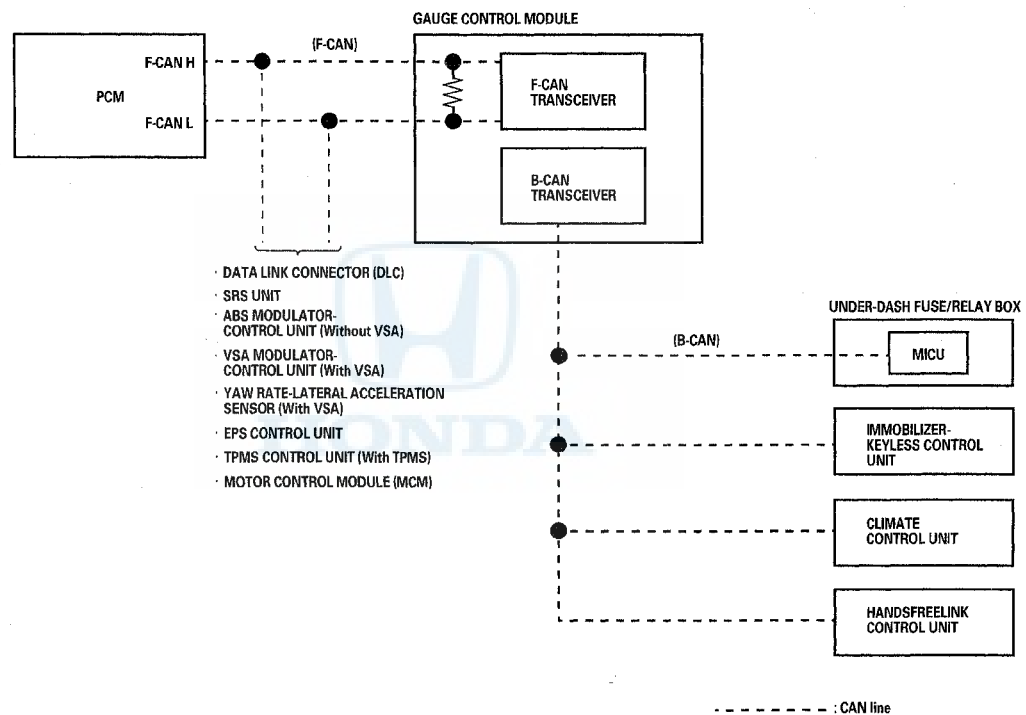 GAUGE CONTROL MODULE
(F-CAN)
F-CAN H
PCM
F-CAN L
F-CAN
TRANSCEIVER
B-CAN
TRANSCEIVER
· DATA LINK CONNECTOR (DLC)
· SRS UNIT
· ABS MODULATOR-
CONTROL UNIT (Without VSA)
· VSA MODULATOR-
CONTROL UNIT (With VSA)
· YAW RATE-LATERAL ACCELERATION
SENSOR (With VSA)
· EPS CONTROL UNIT
· TPMS CONTROL UNIT (With TPMS)
· MOTOR CONTROL MODULE (MCM)
HONDA
UNDER-DASH FUSE/RELAY BOX
(B-CAN)
MICU
IMMOBILIZER-
KEYLESS CONTROL
UNIT
CLIMATE
CONTROL UNIT
HANDSFREELINK
CONTROL UNIT
: CAN line